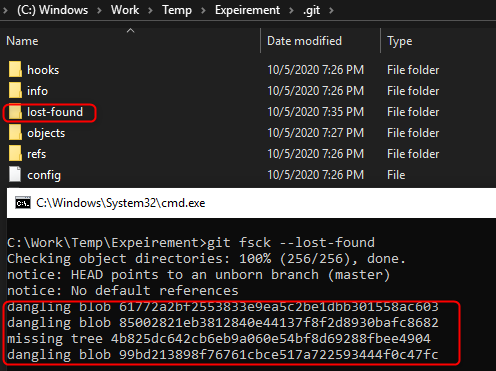 (C:) Windows > Work > Temp > Expeirement > .git >
Name Date modified Type
hooks 10/5/2020 7:26 PM File folder
info 10/5/2020 7:26 PM File folder
lost-found 10/5/2020 7:35 PM File folder
objects 10/5/2020 7:27 PM File folder
refs 10/5/2020 7:26 PM File folder
config 10/5/2020 7:26 PM File
C:\Windows\System32\cmd.exe
C:\Work\Temp\Expeirement>git fsck --lost-found
Checking object directories: 100% (256/256), done.
notice: HEAD points to an unborn branch (master)
notice: No default references
dangling blob 61772a2bf2553833e9ea5c2be1dbb301558ac603
dangling blob 85002821eb3812840e44137f8f2d8930bafc8682
missing tree 4b825dc642cb6eb9a060e54bf8d69288fbee4904
dangling blob 99bd213898f76761cbce517a722593444f0c47fc